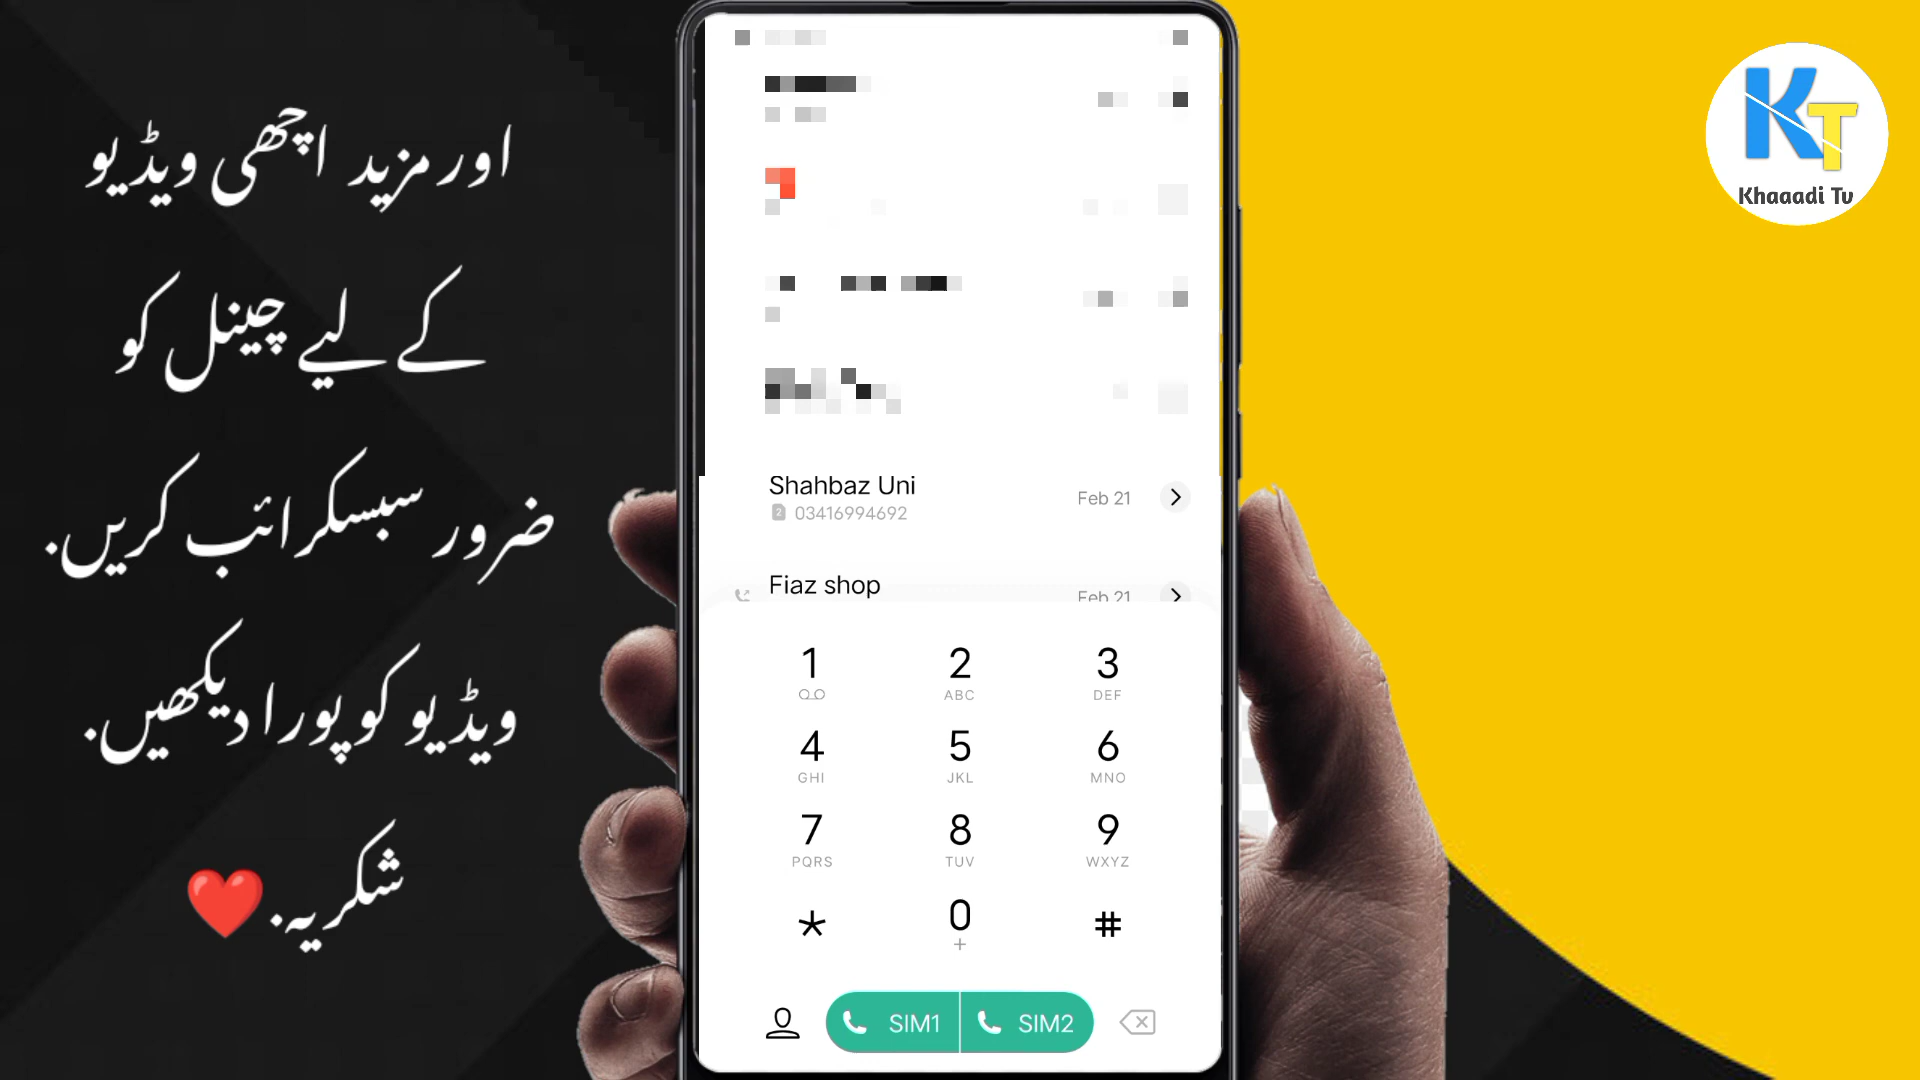 اور مزید اچھی ویڈیو
کے لیے چینل کو
ضرور سبسکرائب کریں.
ویڈیو کو پورا دیکھیں.
شکریہ.
Shahbaz Uni
Feb 21
2 03416994692
Fiaz shop
Feb 21
1
2
3
ABC
DEF
4
5
6
GHI
JKL
MNO
7
8
9
PQRS
TUV
WXYZ
*
0
#
+
SIM1
SIM2
KT
Khaaadi Tv